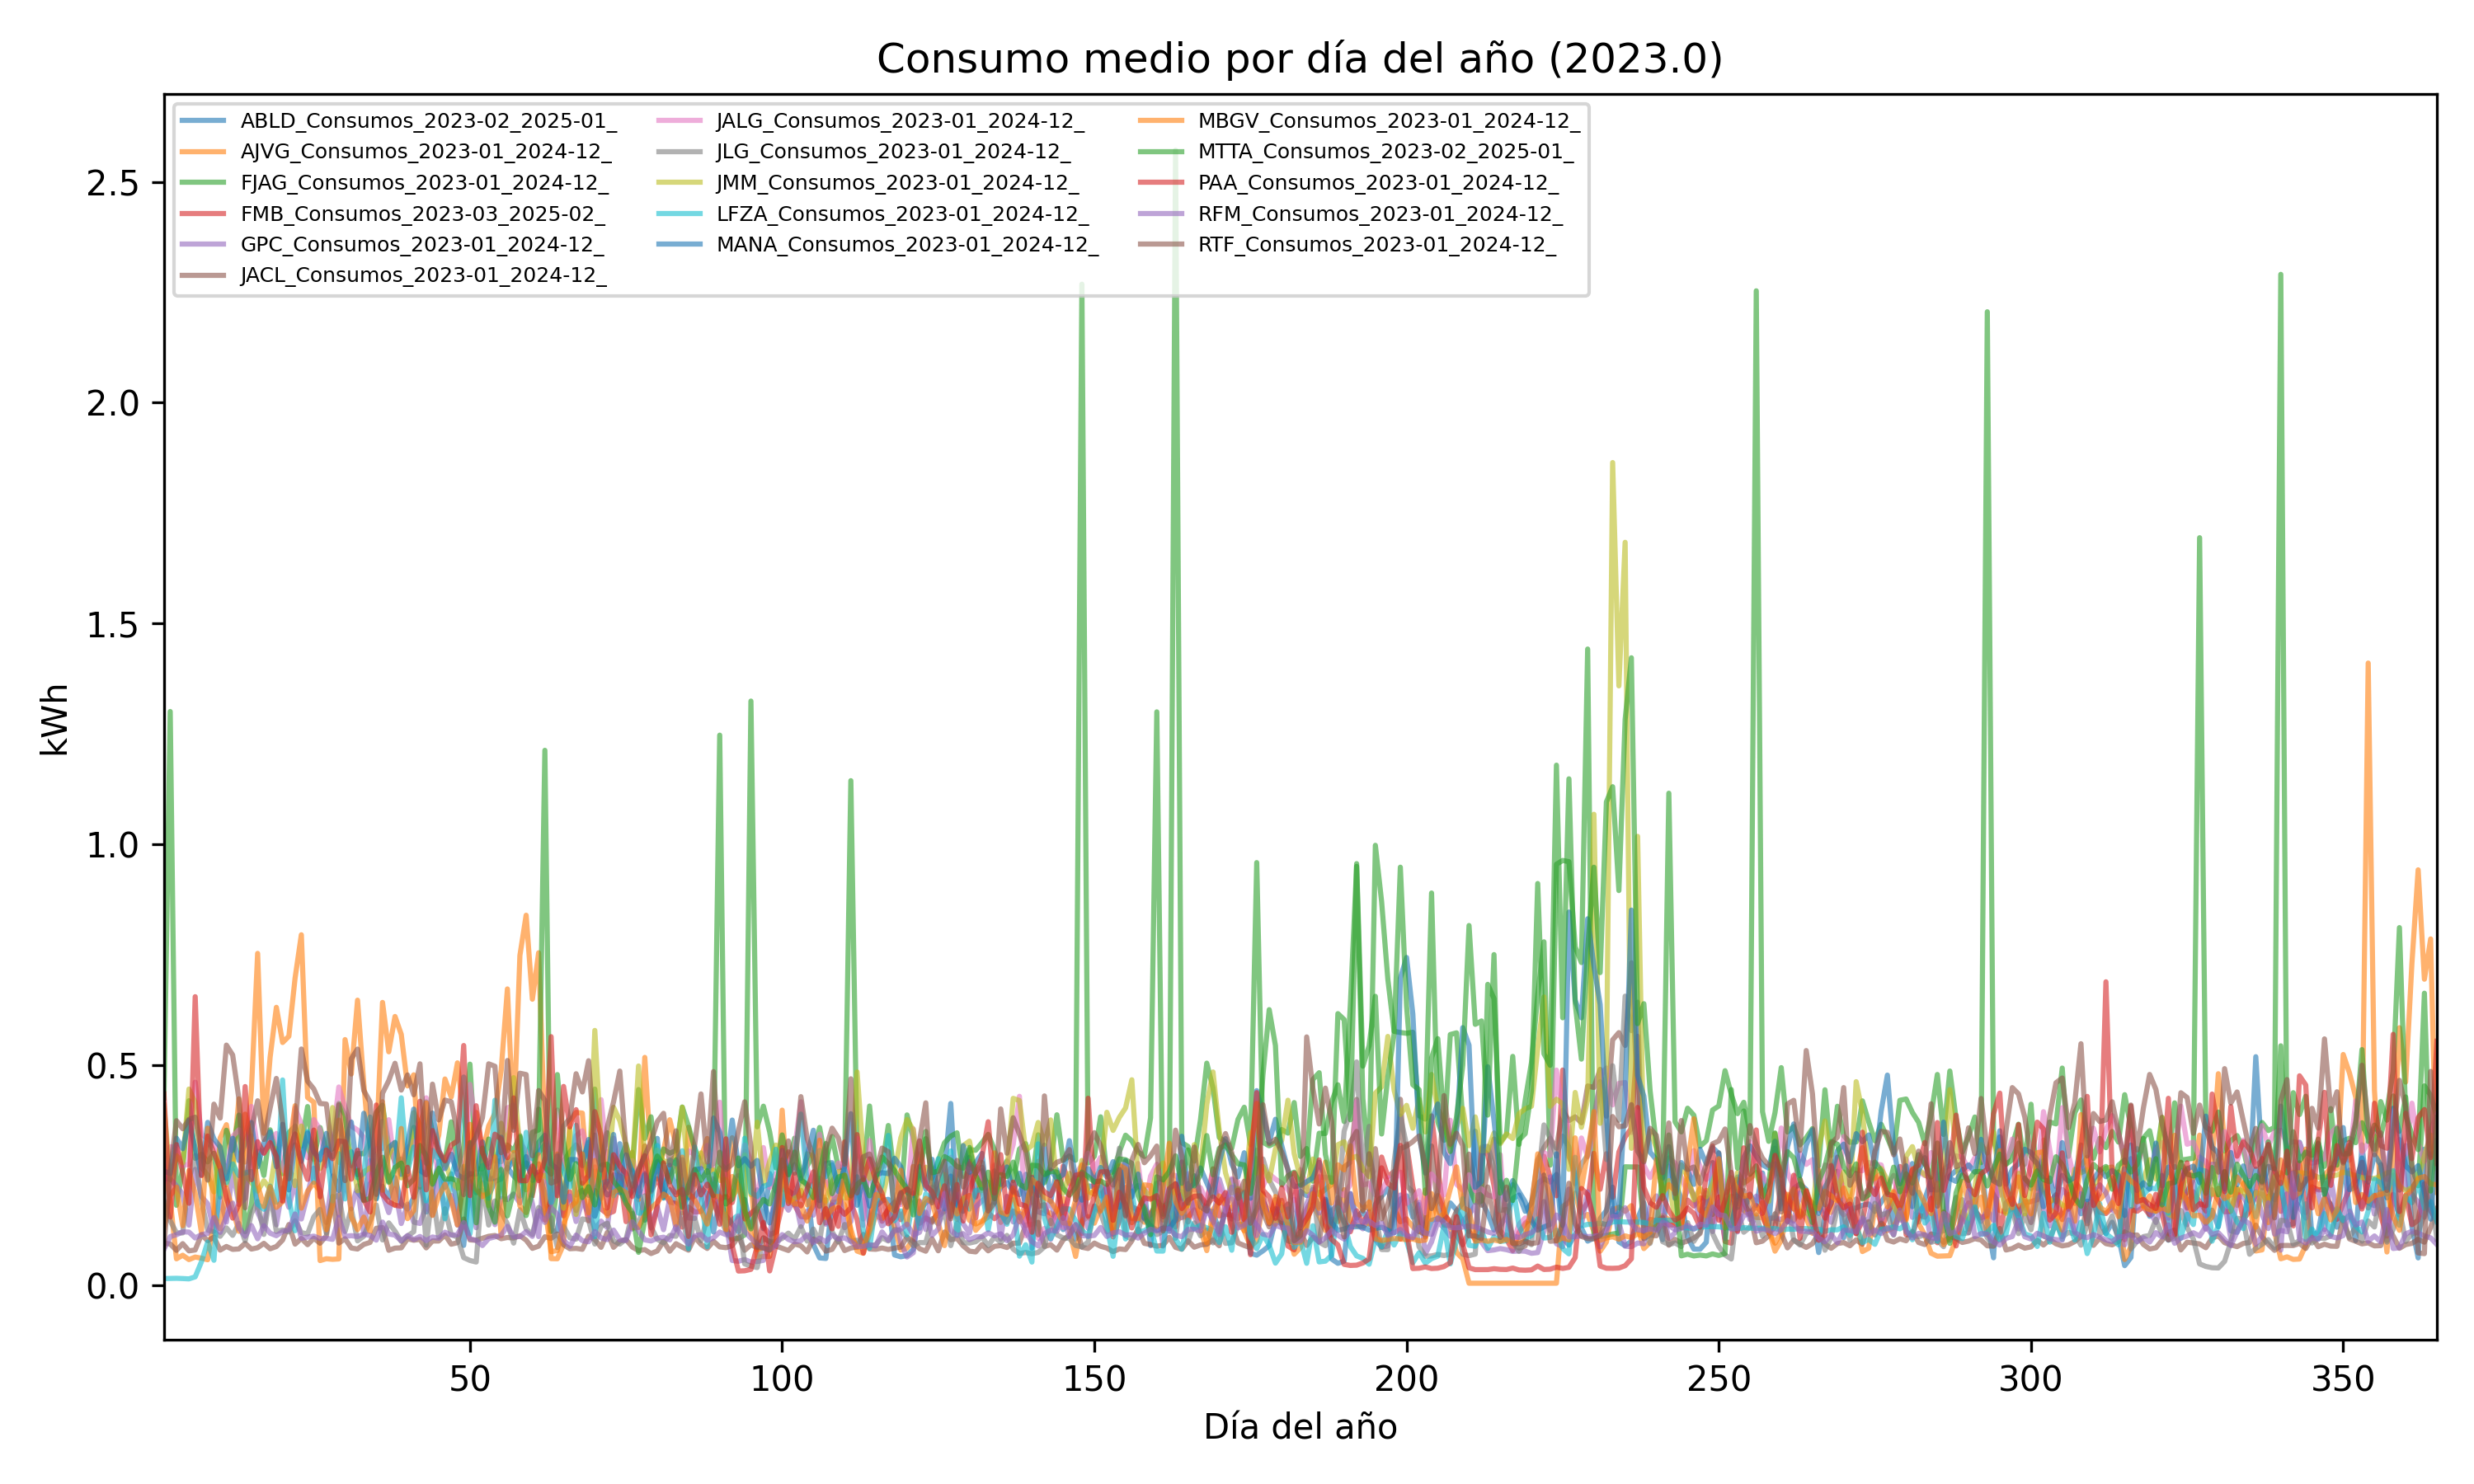 Consumo medio por día del año (2023.0)
ABLD_Consumos_2023-02_2025-01_
AJVG_Consumos_2023-01_2024-12_
FJAG_Consumos_2023-01_2024-12_
FMB_Consumos_2023-03_2025-02_
GPC_Consumos_2023-01_2024-12_
JACL_Consumos_2023-01_2024-12_
JALG_Consumos_2023-01_2024-12_
JLG_Consumos_2023-01_2024-12_
JMM_Consumos_2023-01_2024-12_
LFZA_Consumos_2023-01_2024-12_
MANA_Consumos_2023-01_2024-12_
MBGV_Consumos_2023-01_2024-12_
MTTA_Consumos_2023-02_2025-01_
PAA_Consumos_2023-01_2024-12_
RFM_Consumos_2023-01_2024-12_
RTF_Consumos_2023-01_2024-12_
2.5
2.0
1.5
1.0
0.5
0.0
kWh
50 100 150 200 250 300 350
Día del año